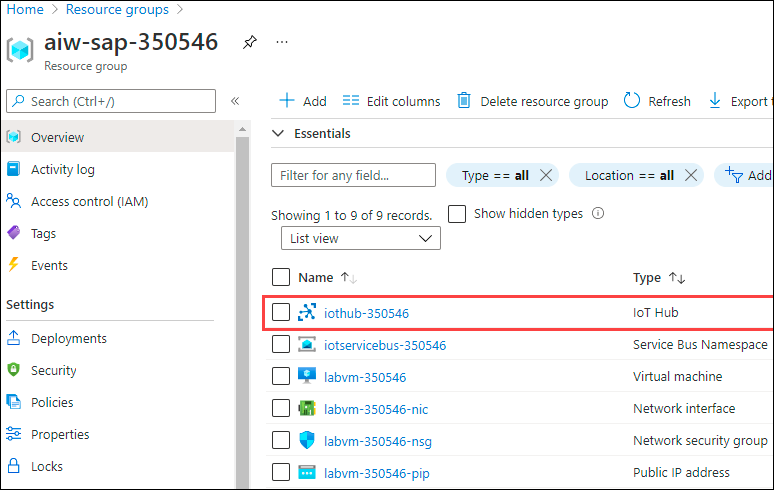 Home > Resource groups >
aiw-sap-350546
Resource group
Search (Ctrl+/)
Overview
Activity log
Access control (IAM)
Tags
Events
Settings
Deployments
Security
Policies
Properties
Locks
Add Edit columns Delete resource group Refresh Export t
Essentials
Filter for any field... Type == all Location == all Add
Showing 1 to 9 of 9 records. Show hidden types
List view
Name Type
iothub-350546 IoT Hub
iotservicebus-350546 Service Bus Namespace
labvm-350546 Virtual machine
labvm-350546-nic Network interface
labvm-350546-nsg Network security group
labvm-350546-pip Public IP address